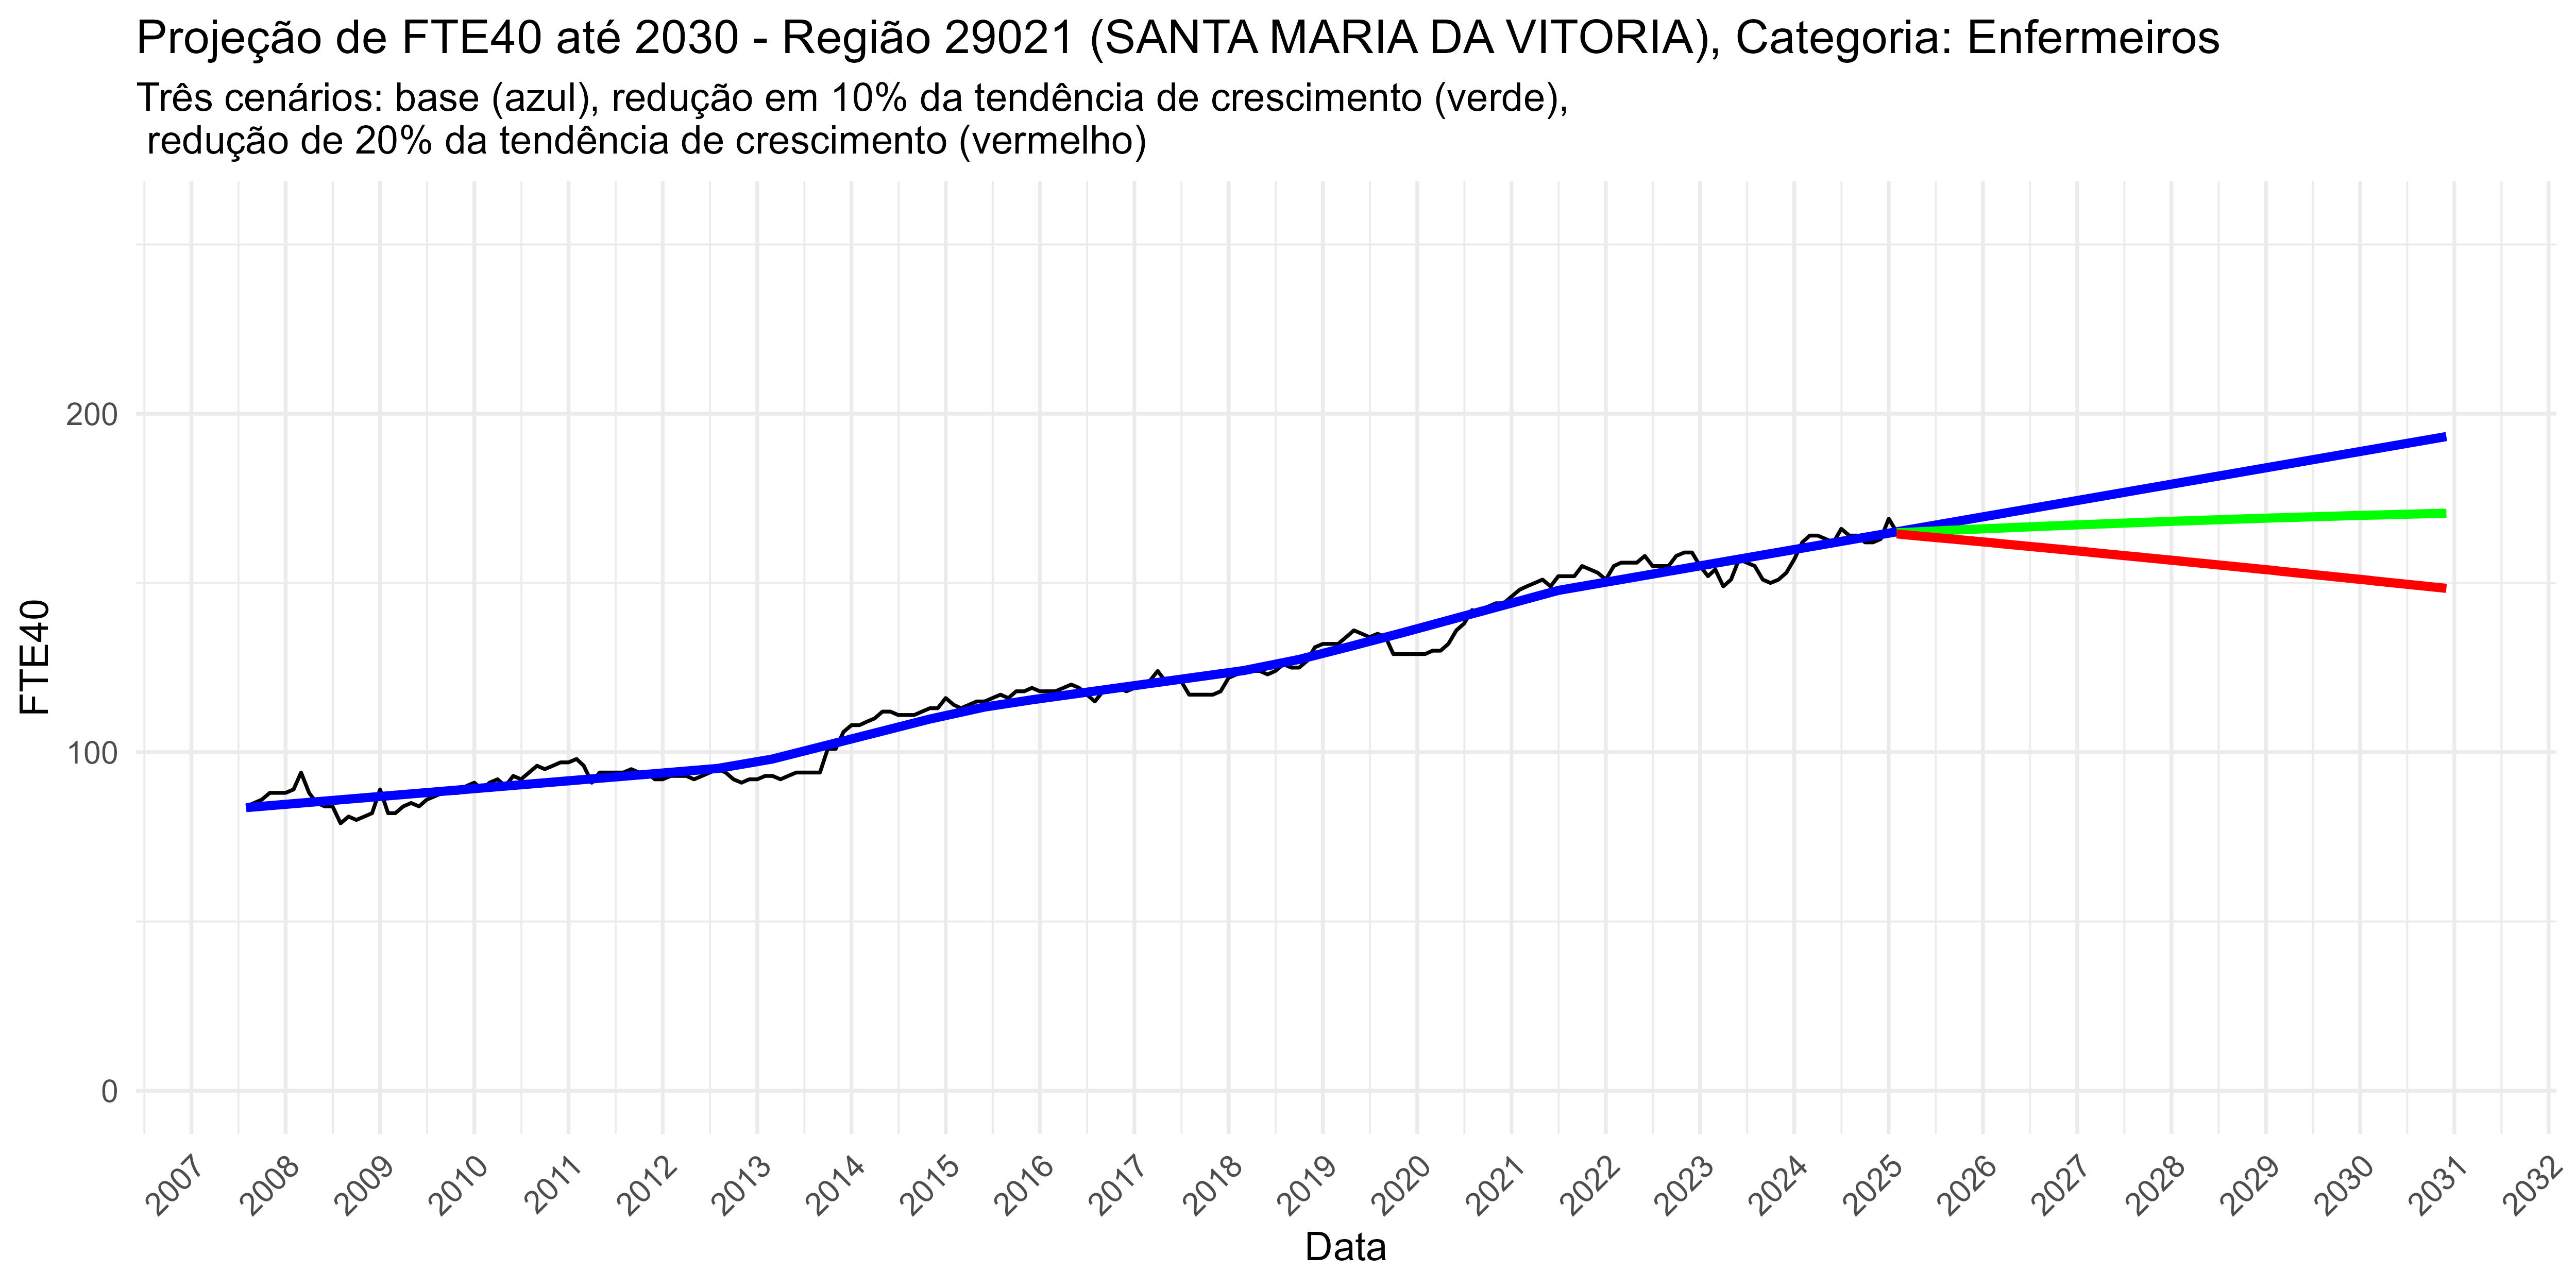 Projeção de FTE40 até 2030 - Região 29021 (SANTA MARIA DA VITORIA), Categoria: Enfermeiros
Três cenários: base (azul), redução em 10% da tendência de crescimento (verde),
redução de 20% da tendência de crescimento (vermelho)
FTE40
200
100
0
2007 2008 2009 2010 2011 2012 2013 2014 2015 2016 2017 2018 2019 2020 2021 2022 2023 2024 2025 2026 2027 2028 2029 2030 2031 2032
Data